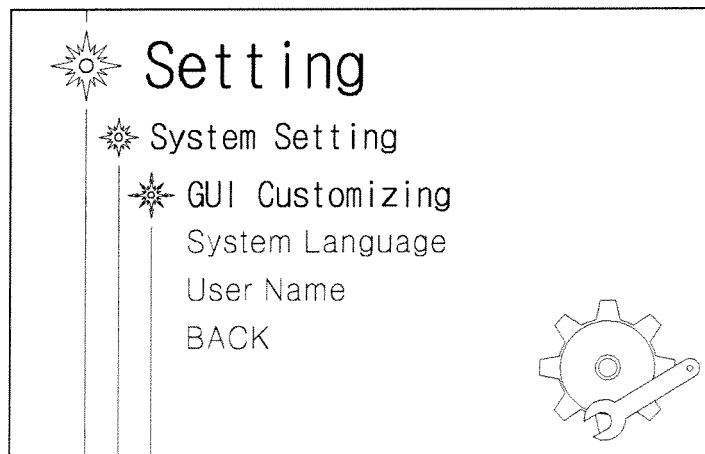 Setting
System Setting
GUI Customizing
System Language
User Name
BACK